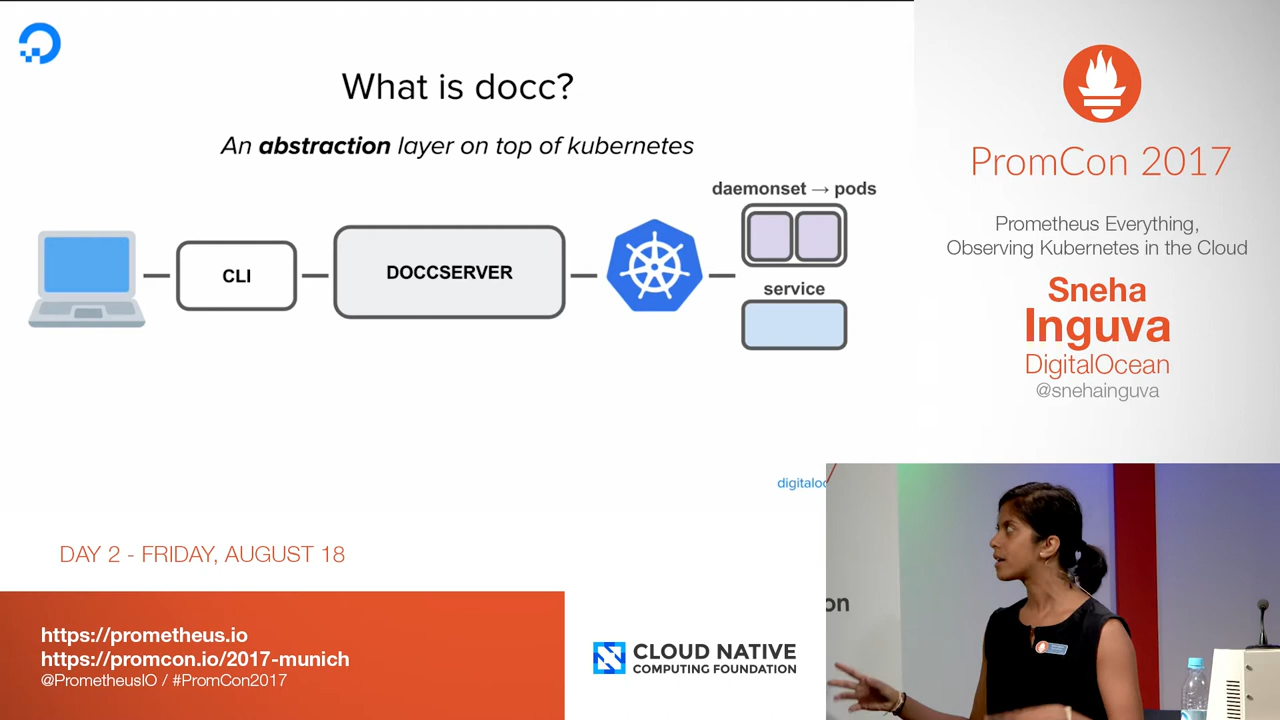 What is docc?
An abstraction layer on top of kubernetes
daemonset → pods
CLI
DOCCSERVER
service
digitaloc
PromCon 2017
Prometheus Everything,
Observing Kubernetes in the Cloud
Sneha
Inguva
DigitalOcean
@snehainguva
DAY 2 - FRIDAY, AUGUST 18
https://prometheus.io
https://promcon.io/2017-munich
@PrometheusIO / #PromCon2017
CLOUD NATIVE
COMPUTING FOUNDATION
on